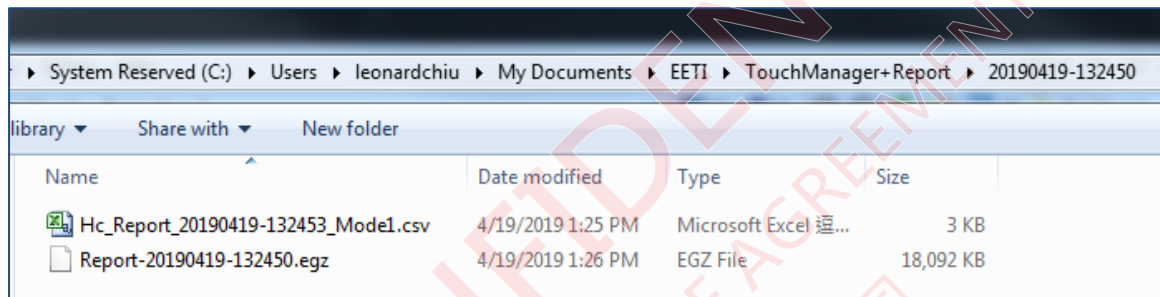 System Reserved (C:) Users leonardchiu My Documents EETI TouchManager+Report 20190419-132450
library Share with New folder
Name Date modified Type Size
Hc_Report_20190419-132453_Mode1.csv 4/19/2019 1:25 PM Microsoft Excel 逗... 3 KB
Report-20190419-132450.egz 4/19/2019 1:26 PM EGZ File 18,092 KB